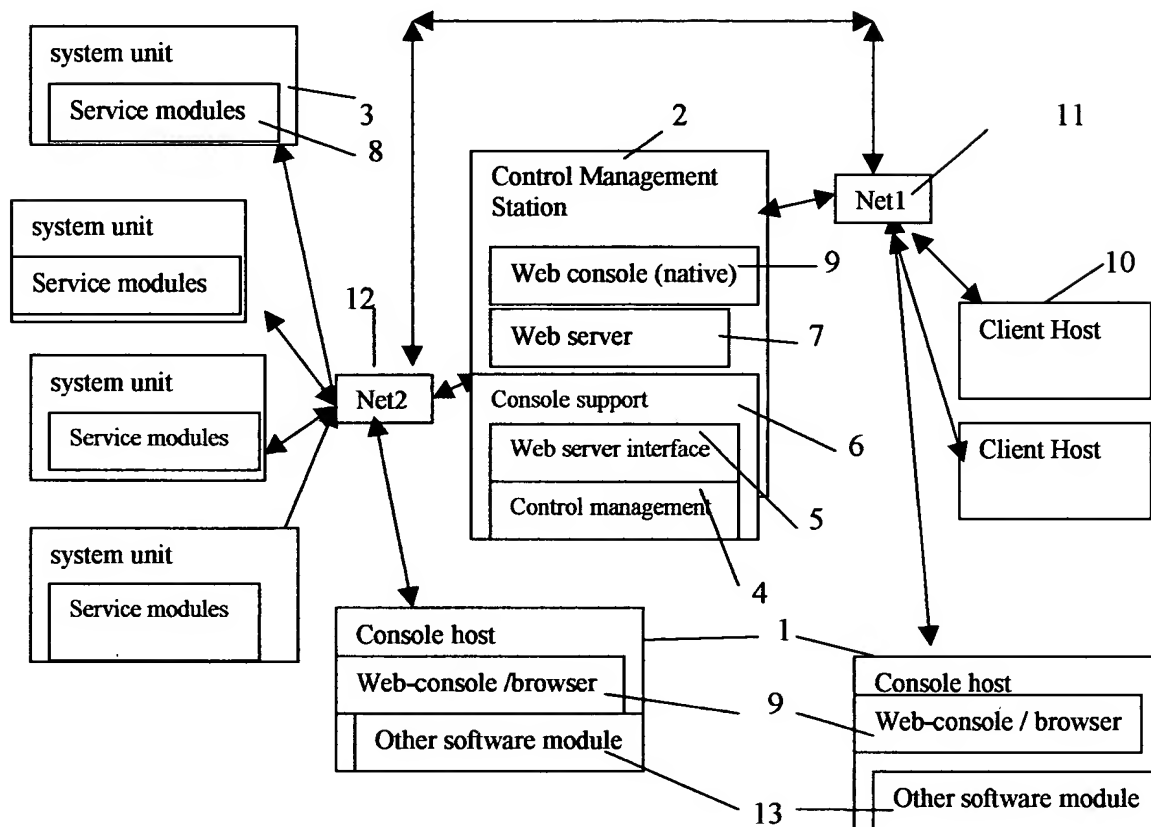 system unit
Service modules
3
8
2
11
Control Management
Station
Net1
system unit
Service modules
Web console (native)
9
10
12
Web server
7
Client Host
system unit
Service modules
Net2
Console support
6
Web server interface
Client Host
Control management
5
system unit
Service modules
4
Console host
1
Web-console /browser
9
Console host
Web-console / browser
Other software module
13
Other software module